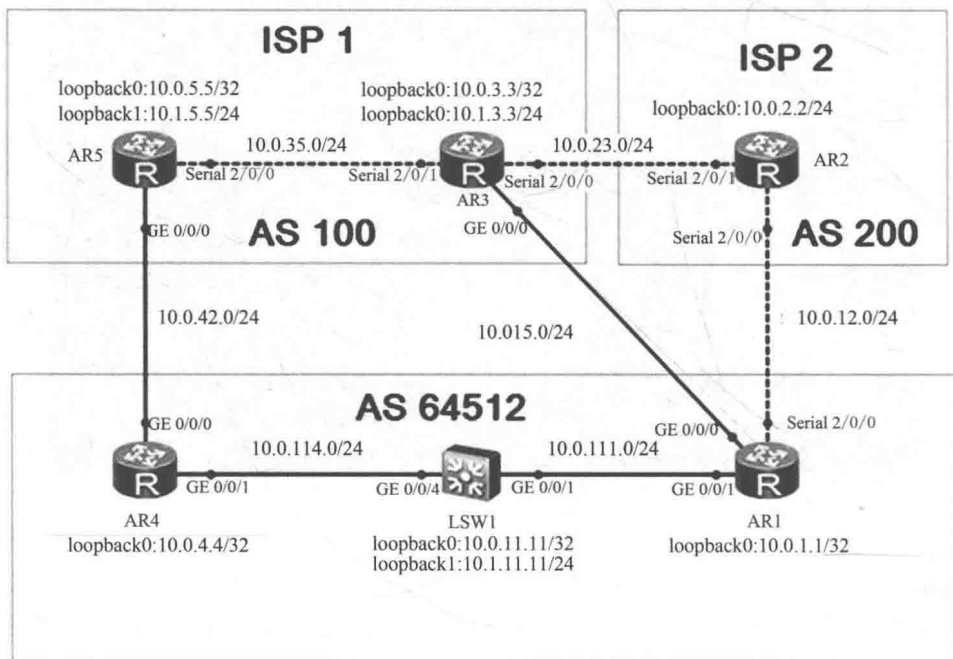 ISP 1
ISP 2
loopback0:10.0.5.5/32
loopback1:10.1.5.5/24
loopback0:10.0.3.3/32
loopback0:10.1.3.3/24
loopback0:10.0.2.2/24
AR5
10.0.35.0/24
10.0.23.0/24
AR2
R
R
R
Serial 2/0/0
Serial 2/0/1
AR3
Serial 2/0/0
Serial 2/0/1
GE 0/0/0
AS 100
GE 0/0/0
Serial 2/0/0
AS 200
10.0.42.0/24
10.015.0/24
10.0.12.0/24
AS 64512
GE 0/0/0
10.0.114.0/24
10.0.111.0/24
GE 0/0/0
Serial 2/0/0
R
GE 0/0/1
GE 0/0/4
GE 0/0/1
GE 0/0/1
R
AR4
LSW1
AR1
loopback0:10.0.4.4/32
loopback0:10.0.11.11/32
loopback1:10.1.11.11/24
loopback0:10.0.1.1/32